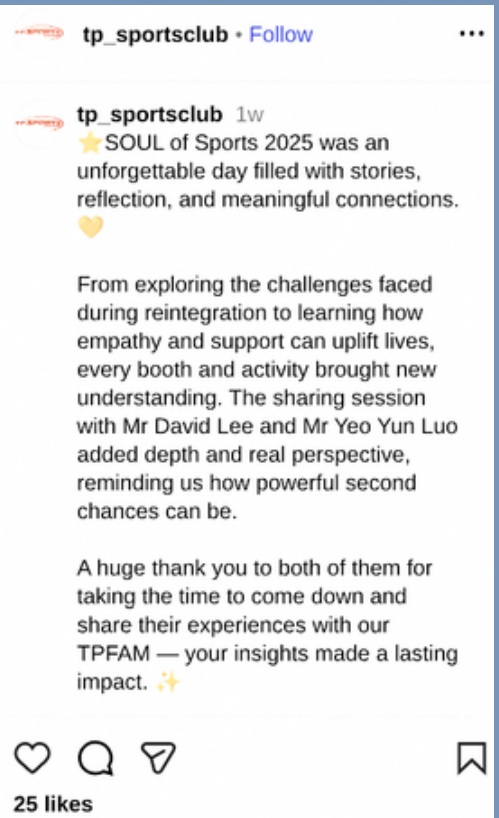 tp_sportsclub • Follow
tp_sportsclub 1w
⭐SOUL of Sports 2025 was an
unforgettable day filled with stories,
reflection, and meaningful connections.
💛
From exploring the challenges faced
during reintegration to learning how
empathy and support can uplift lives,
every booth and activity brought new
understanding. The sharing session
with Mr David Lee and Mr Yeo Yun Luo
added depth and real perspective,
reminding us how powerful second
chances can be.
A huge thank you to both of them for
taking the time to come down and
share their experiences with our
TPFAM — your insights made a lasting
impact. ✨
25 likes